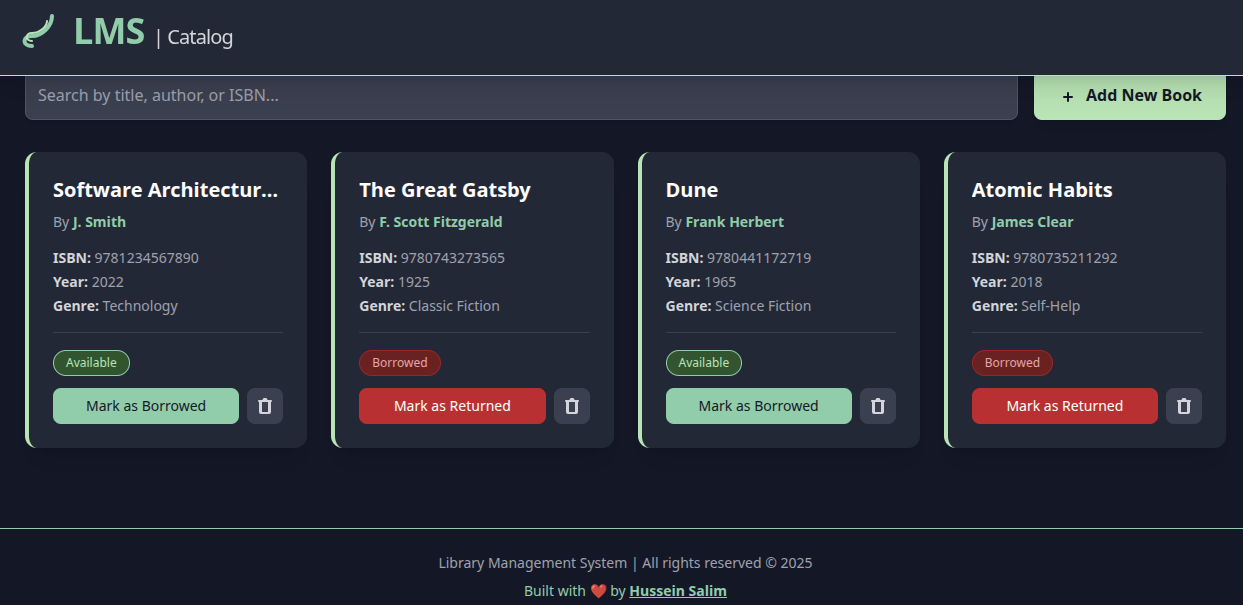 LMS | Catalog
Search by title, author, or ISBN...
+ Add New Book
Software Architectur...
By J. Smith
ISBN: 9781234567890
Year: 2022
Genre: Technology
Available
Mark as Borrowed
The Great Gatsby
By F. Scott Fitzgerald
ISBN: 9780743273565
Year: 1925
Genre: Classic Fiction
Borrowed
Mark as Returned
Dune
By Frank Herbert
ISBN: 9780441172719
Year: 1965
Genre: Science Fiction
Available
Mark as Borrowed
Atomic Habits
By James Clear
ISBN: 9780735211292
Year: 2018
Genre: Self-Help
Borrowed
Mark as Returned
Library Management System | All rights reserved © 2025
Built with ❤️ by Hussein Salim